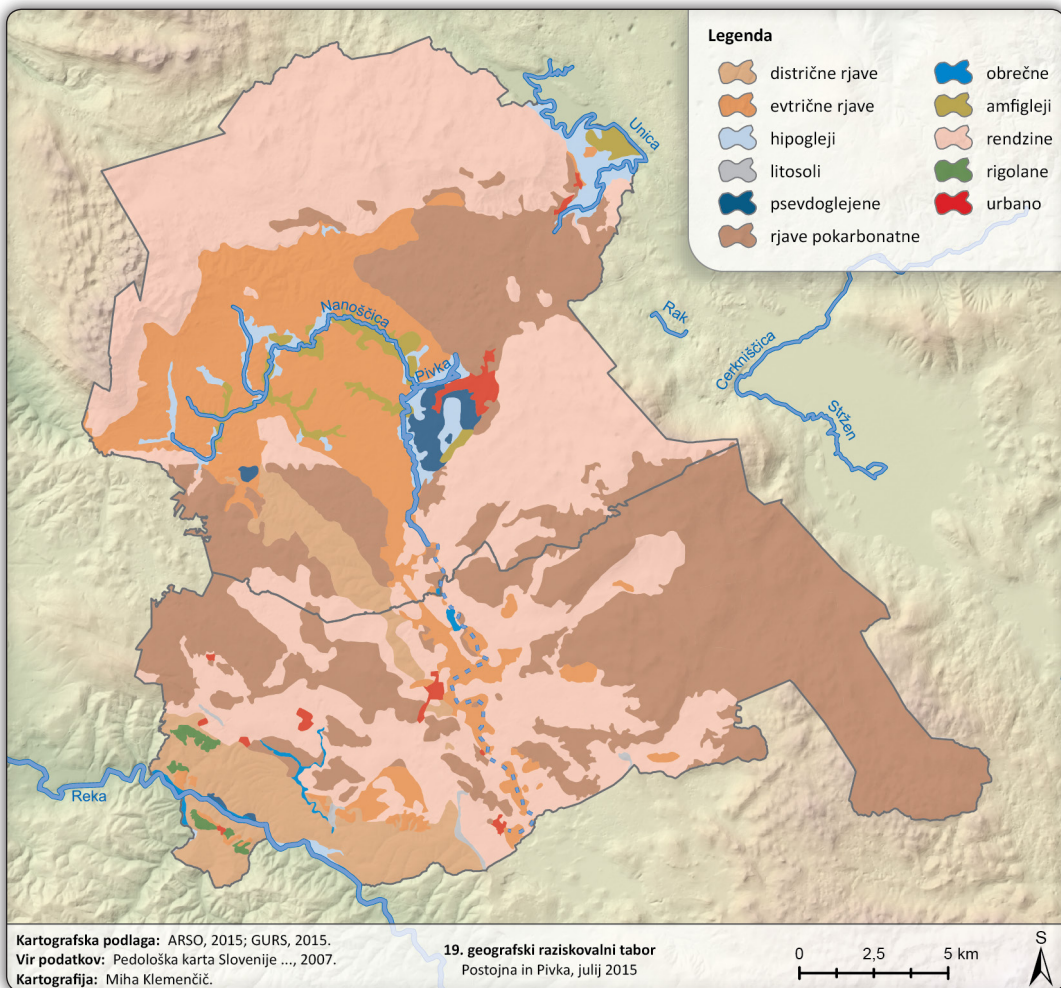 Legenda
distrične rjave
evtrične rjave
hipogleji
litosoli
psevdoglejene
rjave pokarbonatne
obrečne
amfigleji
rendzine
rigolane
urbano
Unica
Nanoščica
Pivka
Rak
Cerkniščica
Stržen
Reka
Kartografska podlaga: ARSO, 2015; GURS, 2015.
Vir podatkov: Pedološka karta Slovenije ..., 2007.
Kartografija: Miha Klemenčič.
19. geografski raziskovalni tabor
Postojna in Pivka, julij 2015
0 2,5 5 km
S